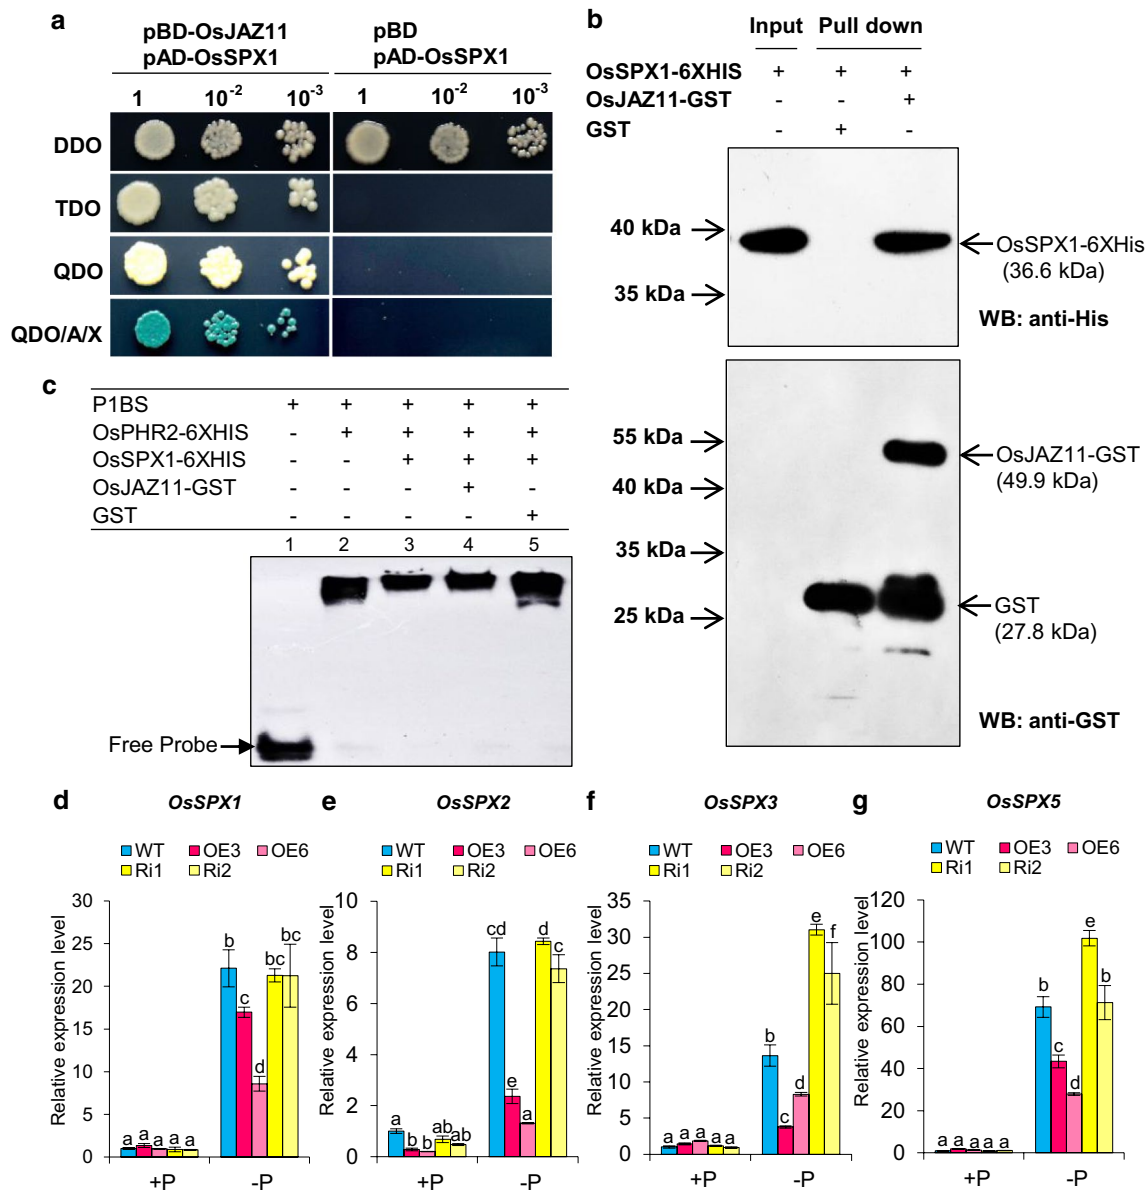 a
pBD-OsJAZ11
pAD-OsSPX1
pBD
pAD-OsSPX1
1 10-2 10-3 1 10-2 10-3
DDO
TDO
QDO
QDO/A/X
b
Input Pull down
OsSPX1-6XHIS + + +
OsJAZ11-GST - - +
GST - + -
40 kDa
35 kDa
OsSPX1-6XHis
(36.6 kDa)
WB: anti-His
55 kDa
40 kDa
35 kDa
25 kDa
OsJAZ11-GST
(49.9 kDa)
GST
(27.8 kDa)
WB: anti-GST
c
P1BS + + + + +
OsPHR2-6XHIS - + + + +
OsSPX1-6XHIS - - + + +
OsJAZ11-GST - - - + -
GST - - - - +
1 2 3 4 5
Free Probe
d
OsSPX1
WT OE3 OE6
Ri1 Ri2
Relative expression level
30
25
20
15
10
5
0
a a a a a
b c d bc bc
+P -P
e
OsSPX2
WT OE3 OE6
Ri1 Ri2
Relative expression level
10
8
6
4
2
0
a b b ab ab
cd e a d c
+P -P
f
OsSPX3
WT OE3 OE6
Ri1 Ri2
Relative expression level
35
30
25
20
15
10
5
0
a a a a a
b c d e f
+P -P
g
OsSPX5
WT OE3 OE6
Ri1 Ri2
Relative expression level
120
100
80
60
40
20
0
a a a a a
b c d e b
+P -P